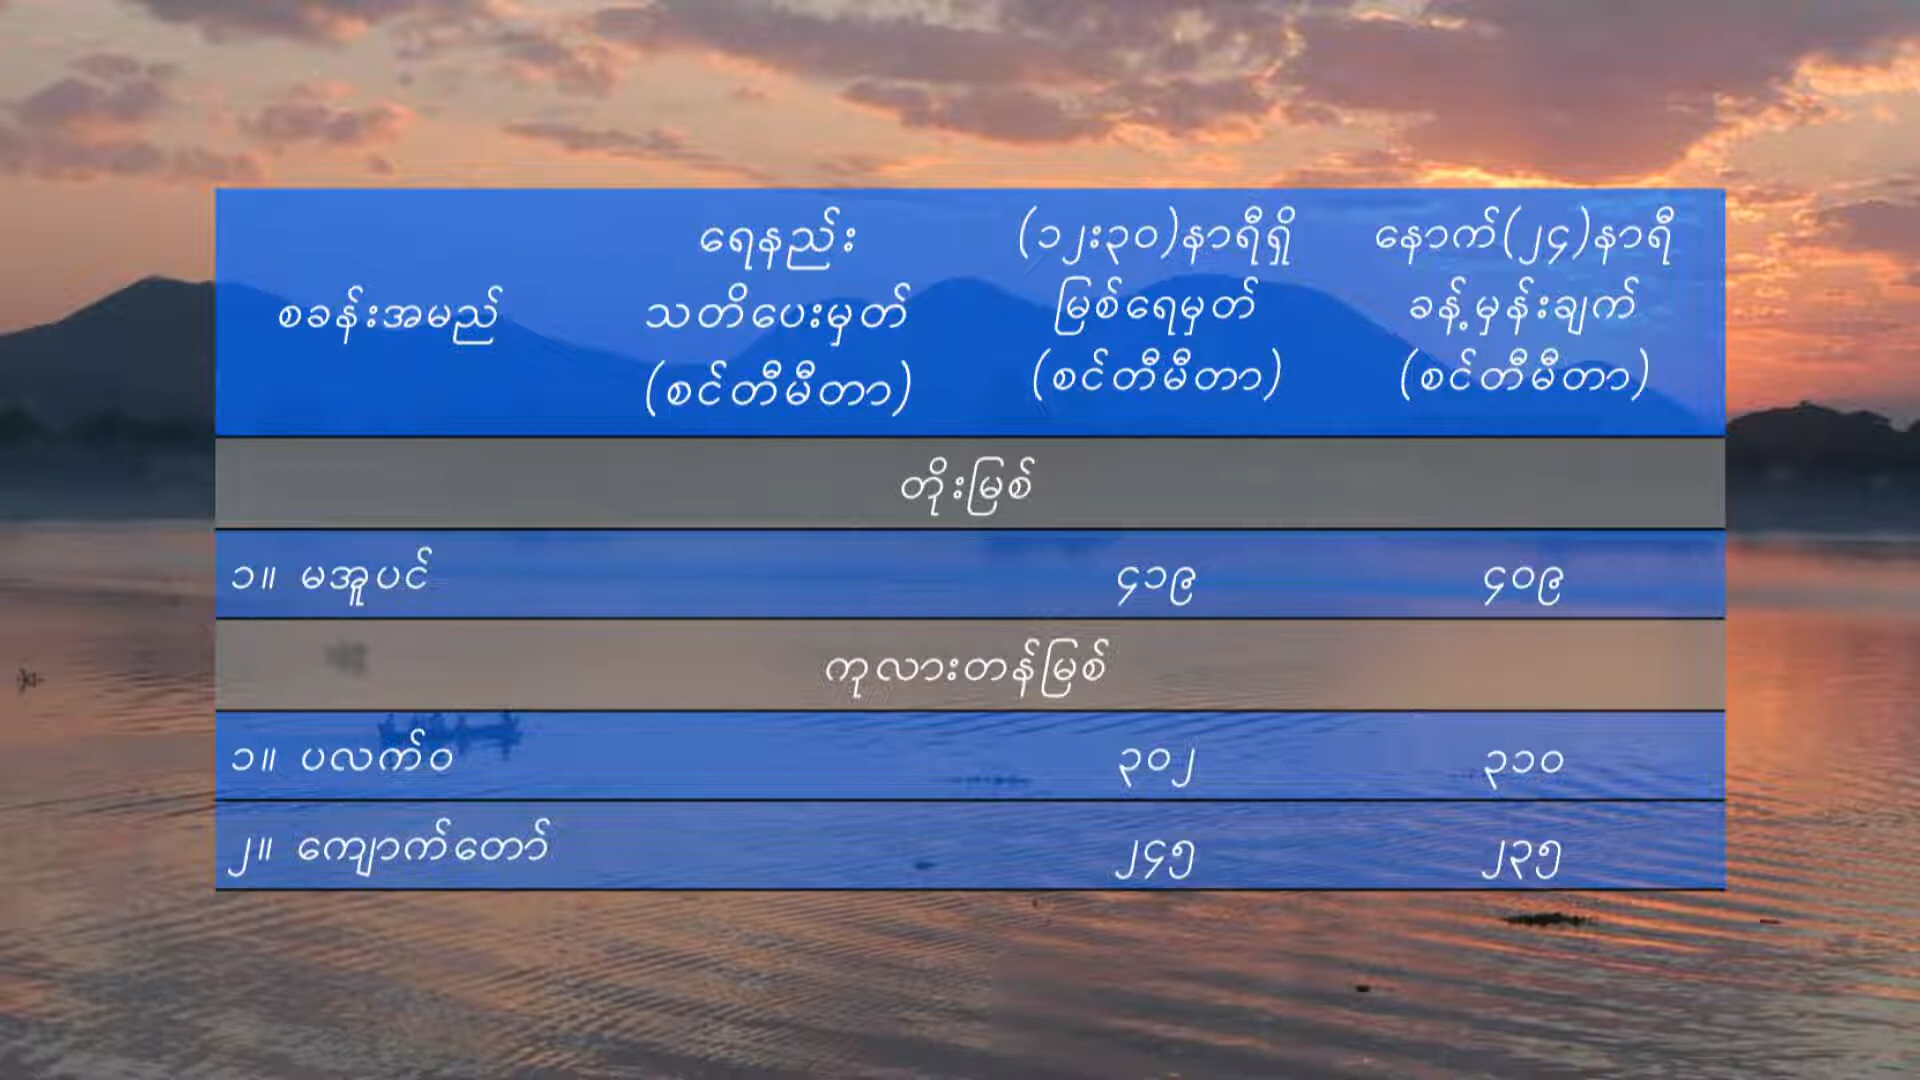 စခန်းအမည်
ရေနည်း
သတိပေးမှတ်
(စင်တီမီတာ)
(၁၂း၃၀)နာရီရှိ
မြစ်ရေမှတ်
(စင်တီမီတာ)
နောက်(၂၄)နာရီ
ခန့်မှန်းချက်
(စင်တီမီတာ)
တိုးမြစ်
၁။ မအူပင် ၄၁၉ ၄၀၉
ကုလားတန်မြစ်
၁။ ပလက်ဝ ၃၀၂ ၃၁၀
၂။ ကျောက်တော် ၂၄၅ ၂၃၅